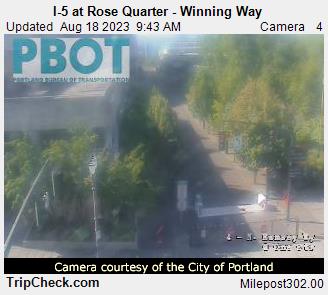 I-5 at Rose Quarter - Winning Way
Updated Aug 18 2023 9:43 AM Camera 4
PBOT
PORTLAND BUREAU OF TRANSPORTATION
Camera courtesy of the City of Portland
TripCheck.com Milepost302.00